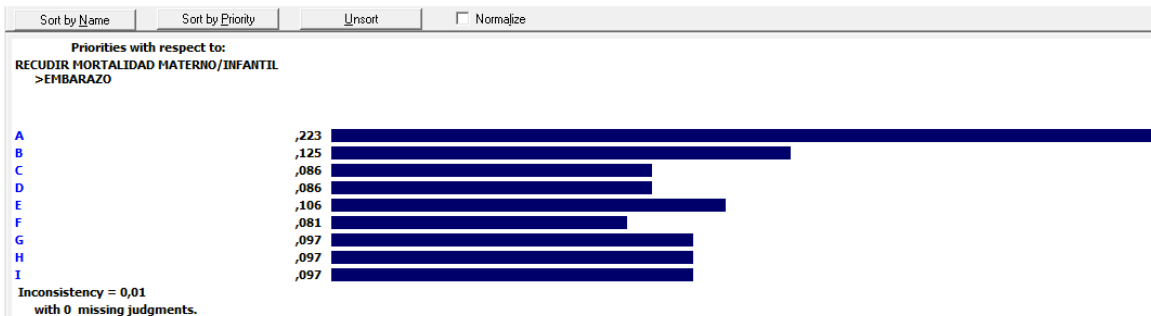 Sort by Name Sort by Priority Unsort Normalize
Priorities with respect to:
RECUDIR MORTALIDAD MATERNO/INFANTIL
>EMBARAZO
A ,223
B ,125
C ,086
D ,086
E ,106
F ,081
G ,097
H ,097
I ,097
Inconsistency = 0,01
with 0 missing judgments.